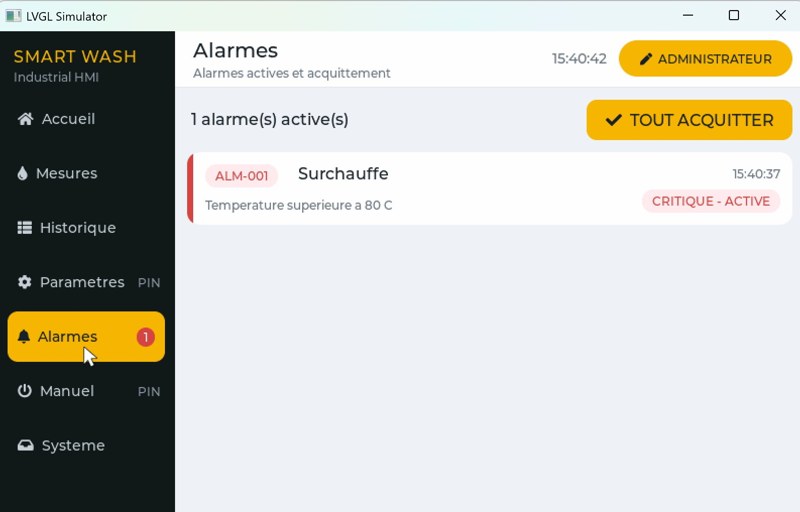 LVGL Simulator
SMART WASH
Industrial HMI
Accueil
Mesures
Historique
Parametres PIN
Alarmes 1
Manuel PIN
Systeme
Alarmes
Alarmes actives et acquittement
15:40:42
ADMINISTRATEUR
1 alarme(s) active(s)
TOUT ACQUITTER
ALM-001 Surchauffe 15:40:37
Temperature superieure a 80 C CRITIQUE - ACTIVE